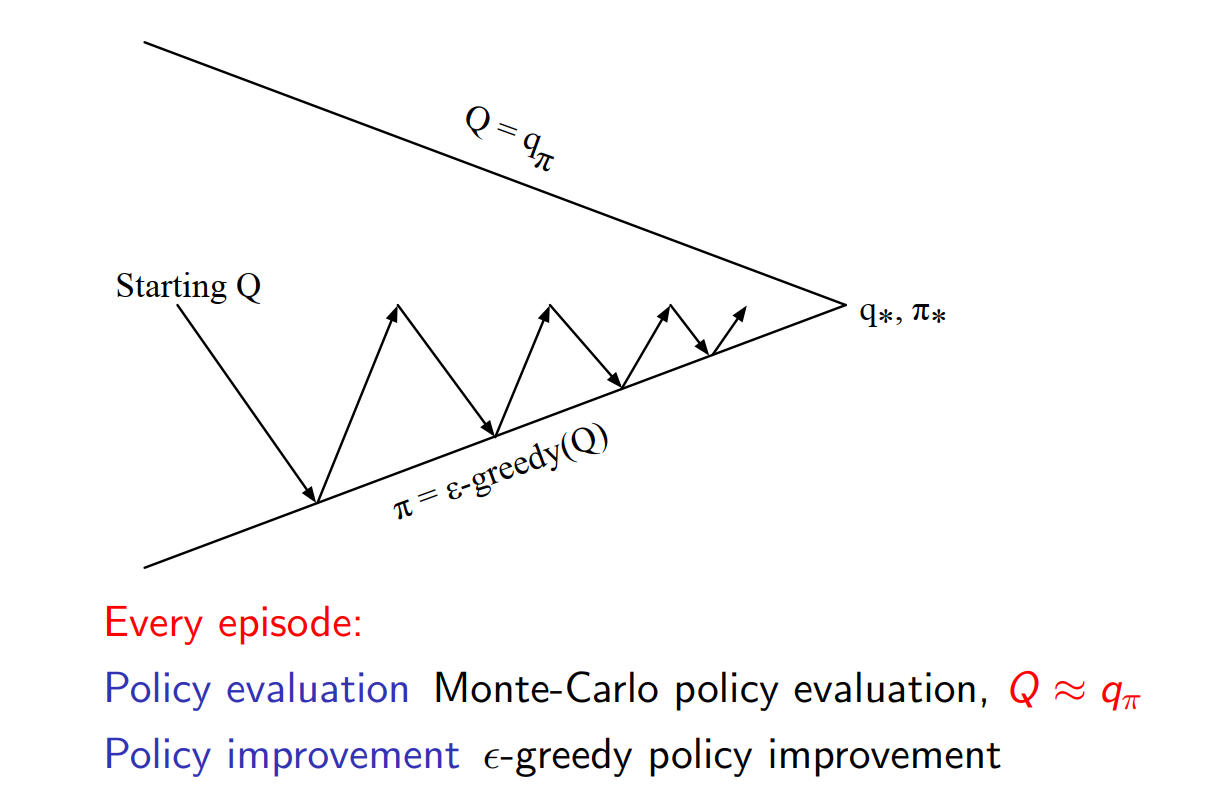 Q = qπ
Starting Q
q*, π*
π = ε-greedy(Q)
Every episode:
Policy evaluation Monte-Carlo policy evaluation, Q ≈ qπ
Policy improvement ϵ-greedy policy improvement